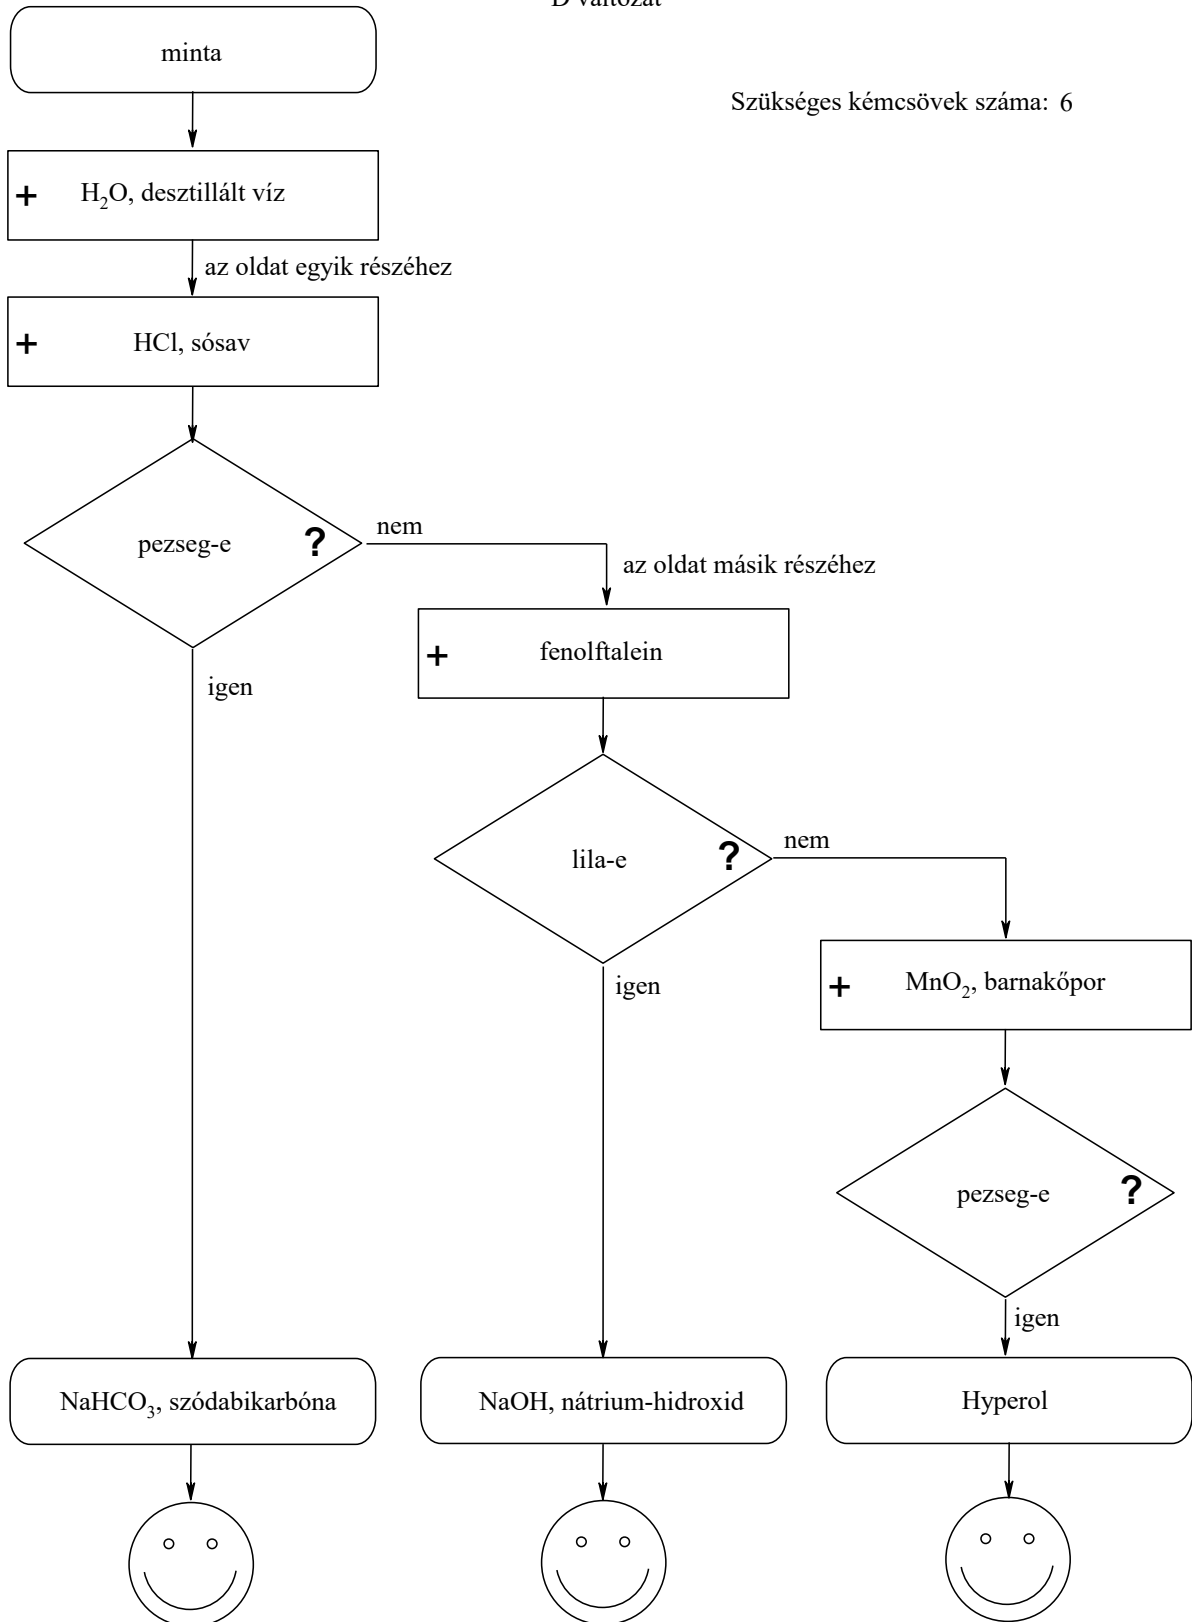 D változat
minta
Szükséges kémcsövek száma: 6
+ H₂O, desztillált víz
az oldat egyik részéhez
+ HCl, sósav
pezseg-e ?
nem
az oldat másik részéhez
igen
+ fenolftalein
lila-e ?
nem
igen
+ MnO₂, barnakőpor
pezseg-e ?
igen
NaHCO₃, szódabikarbóna
NaOH, nátrium-hidroxid
Hyperol